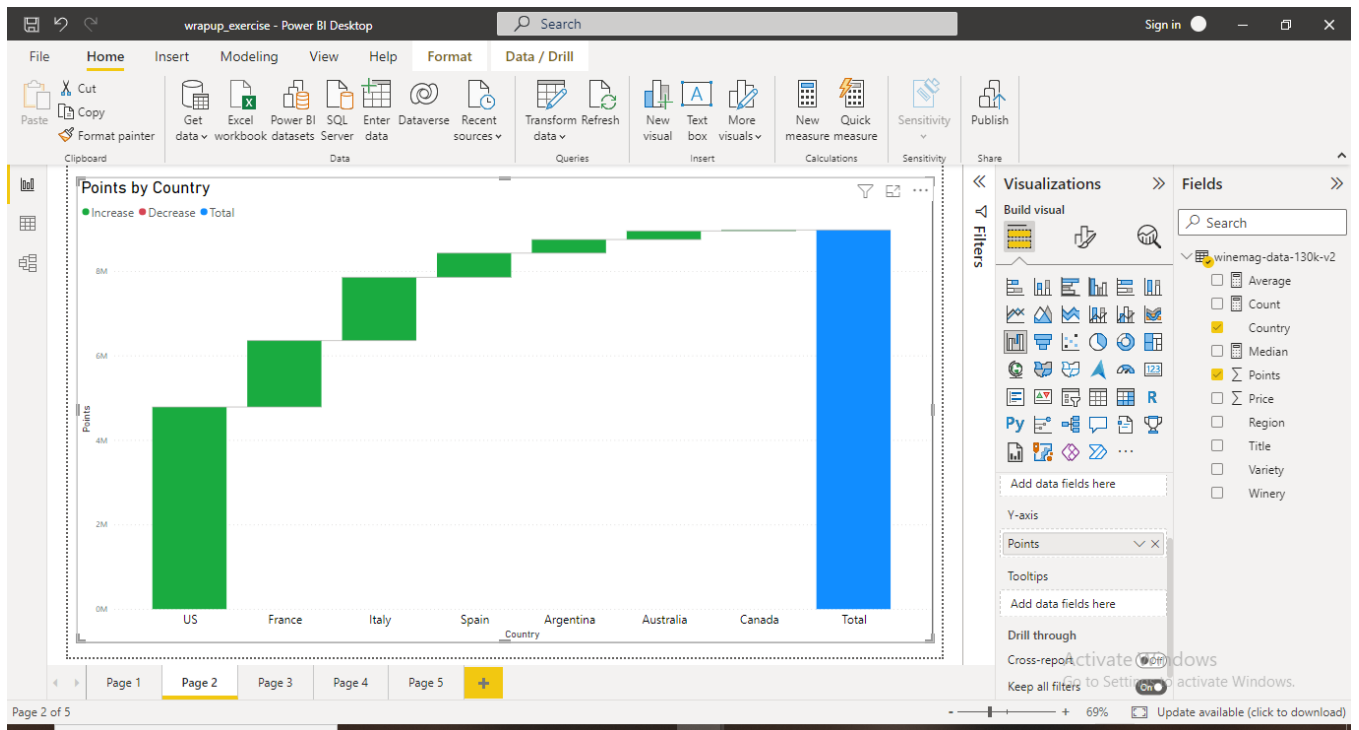 wrapup_exercise - Power BI Desktop
Search
Sign in
File Home Insert Modeling View Help Format Data / Drill
Paste
Cut
Copy
Format painter
Clipboard
Get data
Excel workbook
Power BI datasets
SQL Server
Enter data
Dataverse
Recent sources
Data
Transform data
Refresh
Queries
New visual
Text box
More visuals
Insert
New measure
Quick measure
Calculations
Sensitivity
Sensitivity
Publish
Share
Points by Country
Increase Decrease Total
8M
6M
4M
2M
0M
Points
US France Italy Spain Argentina Australia Canada Total
Country
Filters
Visualizations
Build visual
123
R
Py
Add data fields here
Y-axis
Points
Tooltips
Add data fields here
Drill through
Cross-report
Off
Keep all filters
On
Fields
Search
winemag-data-130k-v2
Average
Count
Country
Median
Points
Price
Region
Title
Variety
Winery
Activate Windows
Go to Settings to activate Windows.
Page 1 Page 2 Page 3 Page 4 Page 5
Page 2 of 5
69%
Update available (click to download)